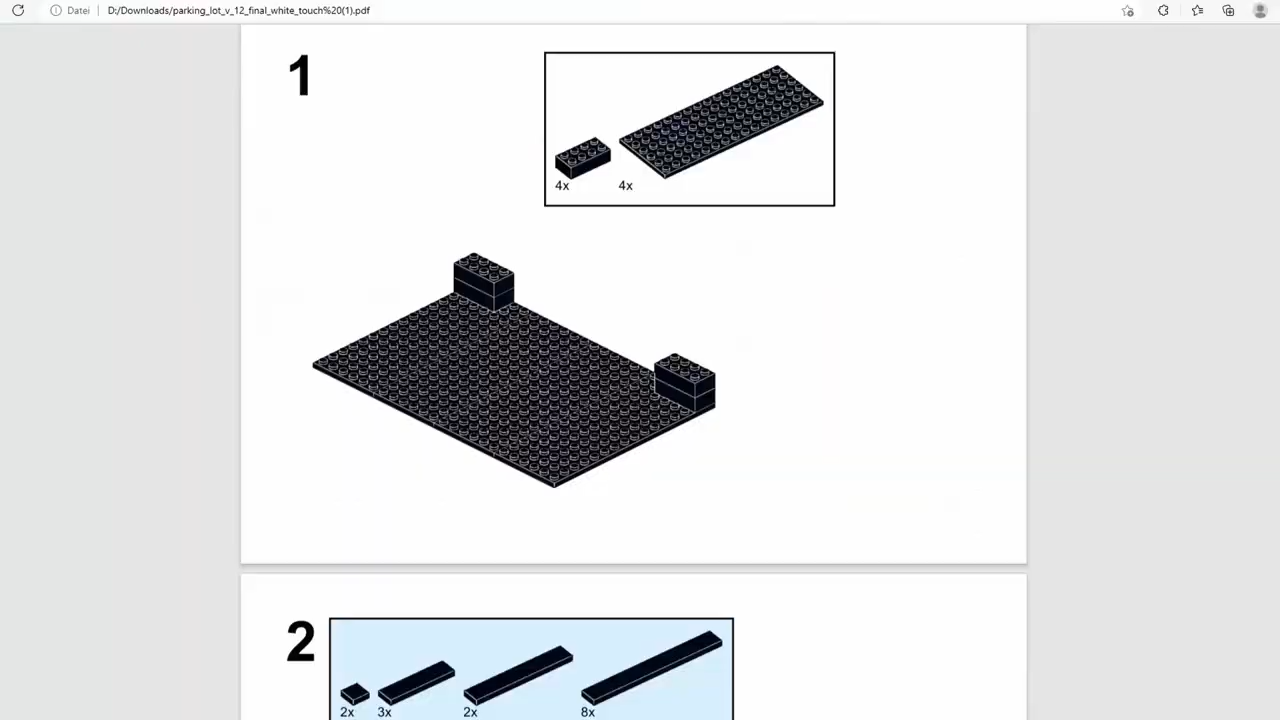 Datei D:/Downloads/parking_lot_v_12_final_white_touch%20(1).pdf
1
4x 4x
2
2x 3x 2x 8x